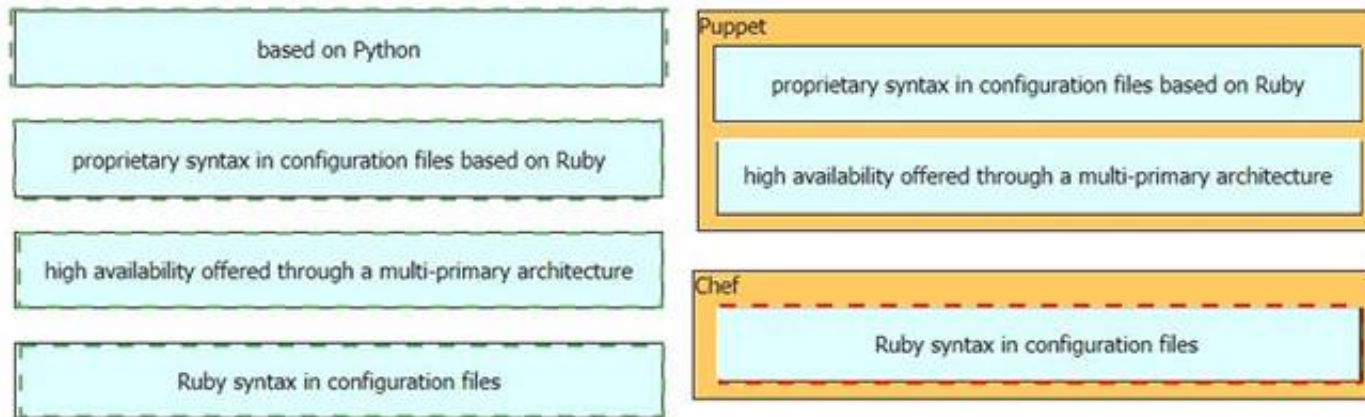 based on Python
proprietary syntax in configuration files based on Ruby
high availability offered through a multi-primary architecture
Ruby syntax in configuration files
Puppet
proprietary syntax in configuration files based on Ruby
high availability offered through a multi-primary architecture
Chef
Ruby syntax in configuration files